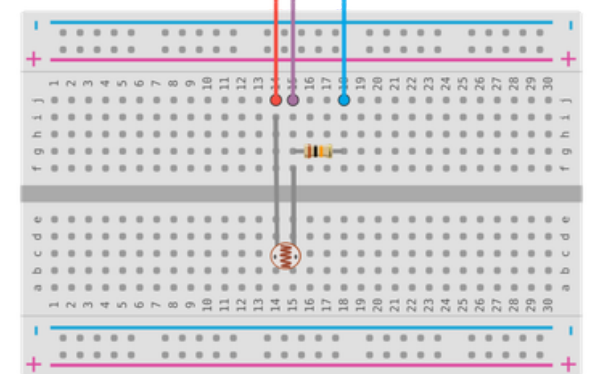 - -
+ +
1 2 3 4 5 6 7 8 9 10 11 12 13 14 15 16 17 18 19 20 21 22 23 24 25 26 27 28 29 30
j j
i i
h h
g g
f f
e e
d d
c c
b b
a a
1 2 3 4 5 6 7 8 9 10 11 12 13 14 15 16 17 18 19 20 21 22 23 24 25 26 27 28 29 30
- -
+ +